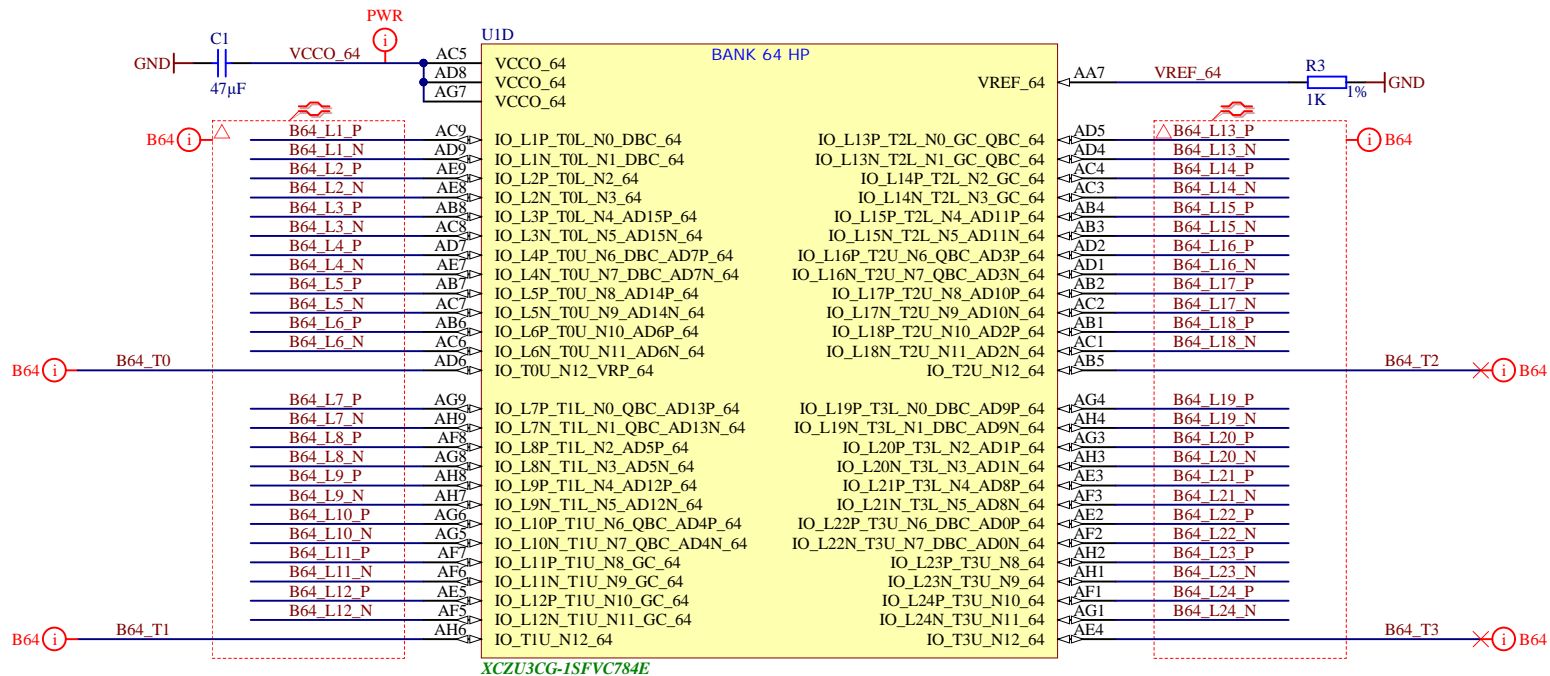 PWR
U1D
C1
GND
47µF
VCCO_64
AC5
VCCO_64
AD8
VCCO_64
AG7
VCCO_64
BANK 64 HP
VREF_64
AA7
VREF_64
R3
1K
1%
GND
B64
B64_L1_P AC9 IO_L1P_T0L_N0_DBC_64
B64_L1_N AD9 IO_L1N_T0L_N1_DBC_64
B64_L2_P AE9 IO_L2P_T0L_N2_64
B64_L2_N AE8 IO_L2N_T0L_N3_64
B64_L3_P AB8 IO_L3P_T0L_N4_AD15P_64
B64_L3_N AC8 IO_L3N_T0L_N5_AD15N_64
B64_L4_P AD7 IO_L4P_T0U_N6_DBC_AD7P_64
B64_L4_N AE7 IO_L4N_T0U_N7_DBC_AD7N_64
B64_L5_P AB7 IO_L5P_T0U_N8_AD14P_64
B64_L5_N AC7 IO_L5N_T0U_N9_AD14N_64
B64_L6_P AB6 IO_L6P_T0U_N10_AD6P_64
B64_L6_N AC6 IO_L6N_T0U_N11_AD6N_64
B64 B64_T0 AD6 IO_T0U_N12_VRP_64
B64_L7_P AG9 IO_L7P_T1L_N0_QBC_AD13P_64
B64_L7_N AH9 IO_L7N_T1L_N1_QBC_AD13N_64
B64_L8_P AF8 IO_L8P_T1L_N2_AD5P_64
B64_L8_N AG8 IO_L8N_T1L_N3_AD5N_64
B64_L9_P AH8 IO_L9P_T1L_N4_AD12P_64
B64_L9_N AH7 IO_L9N_T1L_N5_AD12N_64
B64_L10_P AG6 IO_L10P_T1U_N6_QBC_AD4P_64
B64_L10_N AG5 IO_L10N_T1U_N7_QBC_AD4N_64
B64_L11_P AF7 IO_L11P_T1U_N8_GC_64
B64_L11_N AF6 IO_L11N_T1U_N9_GC_64
B64_L12_P AE5 IO_L12P_T1U_N10_GC_64
B64_L12_N AF5 IO_L12N_T1U_N11_GC_64
B64 B64_T1 AH6 IO_T1U_N12_64
IO_L13P_T2L_N0_GC_QBC_64 AD5 B64_L13_P
B64
IO_L13N_T2L_N1_GC_QBC_64 AD4 B64_L13_N
IO_L14P_T2L_N2_GC_64 AC4 B64_L14_P
IO_L14N_T2L_N3_GC_64 AC3 B64_L14_N
IO_L15P_T2L_N4_AD11P_64 AB4 B64_L15_P
IO_L15N_T2L_N5_AD11N_64 AB3 B64_L15_N
IO_L16P_T2U_N6_QBC_AD3P_64 AD2 B64_L16_P
IO_L16N_T2U_N7_QBC_AD3N_64 AD1 B64_L16_N
IO_L17P_T2U_N8_AD10P_64 AB2 B64_L17_P
IO_L17N_T2U_N9_AD10N_64 AC2 B64_L17_N
IO_L18P_T2U_N10_AD2P_64 AB1 B64_L18_P
IO_L18N_T2U_N11_AD2N_64 AC1 B64_L18_N
IO_T2U_N12_64 AB5 B64_T2 B64
IO_L19P_T3L_N0_DBC_AD9P_64 AG4 B64_L19_P
IO_L19N_T3L_N1_DBC_AD9N_64 AH4 B64_L19_N
IO_L20P_T3L_N2_AD1P_64 AG3 B64_L20_P
IO_L20N_T3L_N3_AD1N_64 AH3 B64_L20_N
IO_L21P_T3L_N4_AD8P_64 AE3 B64_L21_P
IO_L21N_T3L_N5_AD8N_64 AF3 B64_L21_N
IO_L22P_T3U_N6_DBC_AD0P_64 AE2 B64_L22_P
IO_L22N_T3U_N7_DBC_AD0N_64 AF2 B64_L22_N
IO_L23P_T3U_N8_64 AH2 B64_L23_P
IO_L23N_T3U_N9_64 AH1 B64_L23_N
IO_L24P_T3U_N10_64 AF1 B64_L24_P
IO_L24N_T3U_N11_64 AG1 B64_L24_N
IO_T3U_N12_64 AE4 B64_T3 B64
XCZU3CG-1SFVC784E